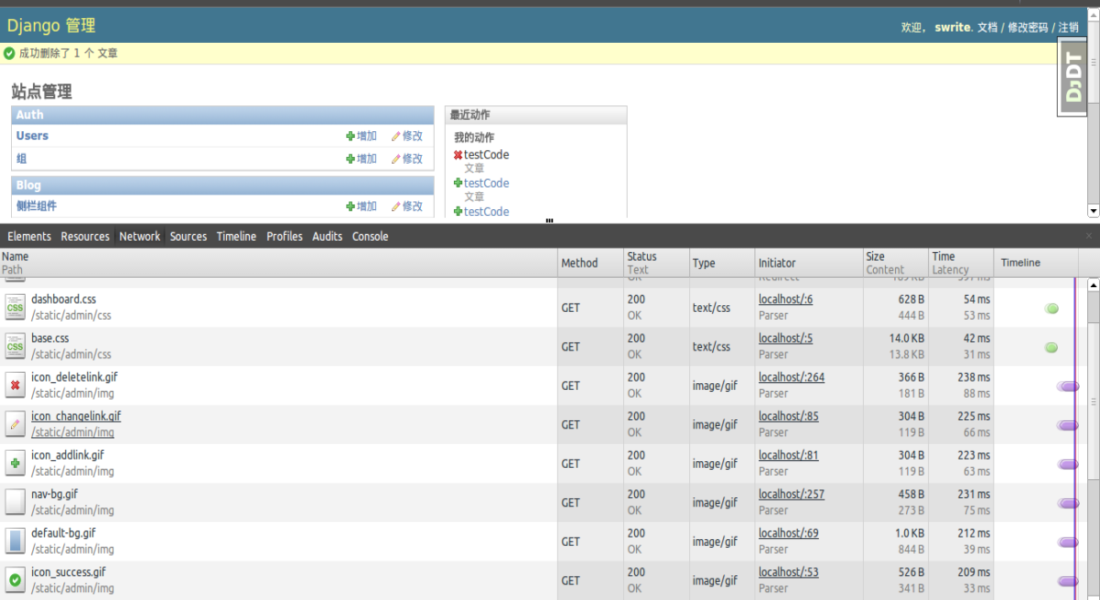 Django 管理
欢迎， swrite. 文档 / 修改密码 / 注销
成功删除了 1 个 文章
DjDT
站点管理
Auth
Users 增加 修改
组 增加 修改
Blog
侧栏组件 增加 修改
最近动作
我的动作
testCode
文章
testCode
文章
testCode
Elements Resources Network Sources Timeline Profiles Audits Console
Name Method Status Type Initiator Size Time Timeline
Path Text Content Latency
dashboard.css GET 200 text/css localhost/:6 628 B 54 ms
/static/admin/css OK Parser 444 B 53 ms
base.css GET 200 text/css localhost/:5 14.0 KB 42 ms
/static/admin/css OK Parser 13.8 KB 31 ms
icon_deletelink.gif GET 200 image/gif localhost/:264 366 B 238 ms
/static/admin/img OK Parser 181 B 88 ms
icon_changelink.gif GET 200 image/gif localhost/:85 304 B 225 ms
/static/admin/img OK Parser 119 B 66 ms
icon_addlink.gif GET 200 image/gif localhost/:81 304 B 223 ms
/static/admin/img OK Parser 119 B 63 ms
nav-bg.gif GET 200 image/gif localhost/:257 458 B 231 ms
/static/admin/img OK Parser 273 B 75 ms
default-bg.gif GET 200 image/gif localhost/:69 1.0 KB 212 ms
/static/admin/img OK Parser 844 B 39 ms
icon_success.gif GET 200 image/gif localhost/:53 526 B 209 ms
/static/admin/img OK Parser 341 B 33 ms